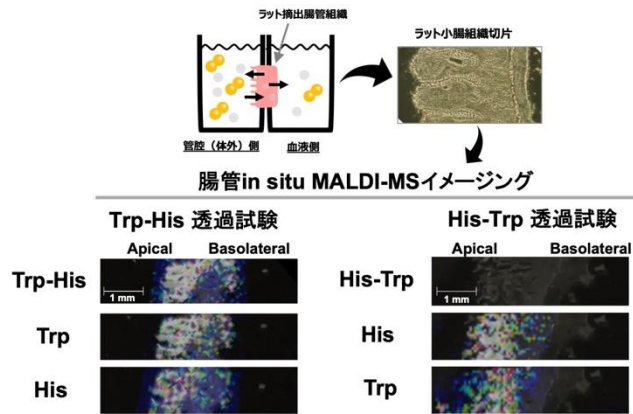 ラット摘出腸管組織
ラット小腸組織切片
管腔（体外）側
血液側
腸管in situ MALDI-MSイメージング
Trp-His 透過試験
Apical Basolateral
Trp-His
1 mm
Trp
His
His-Trp 透過試験
Apical Basolateral
His-Trp
1 mm
His
Trp